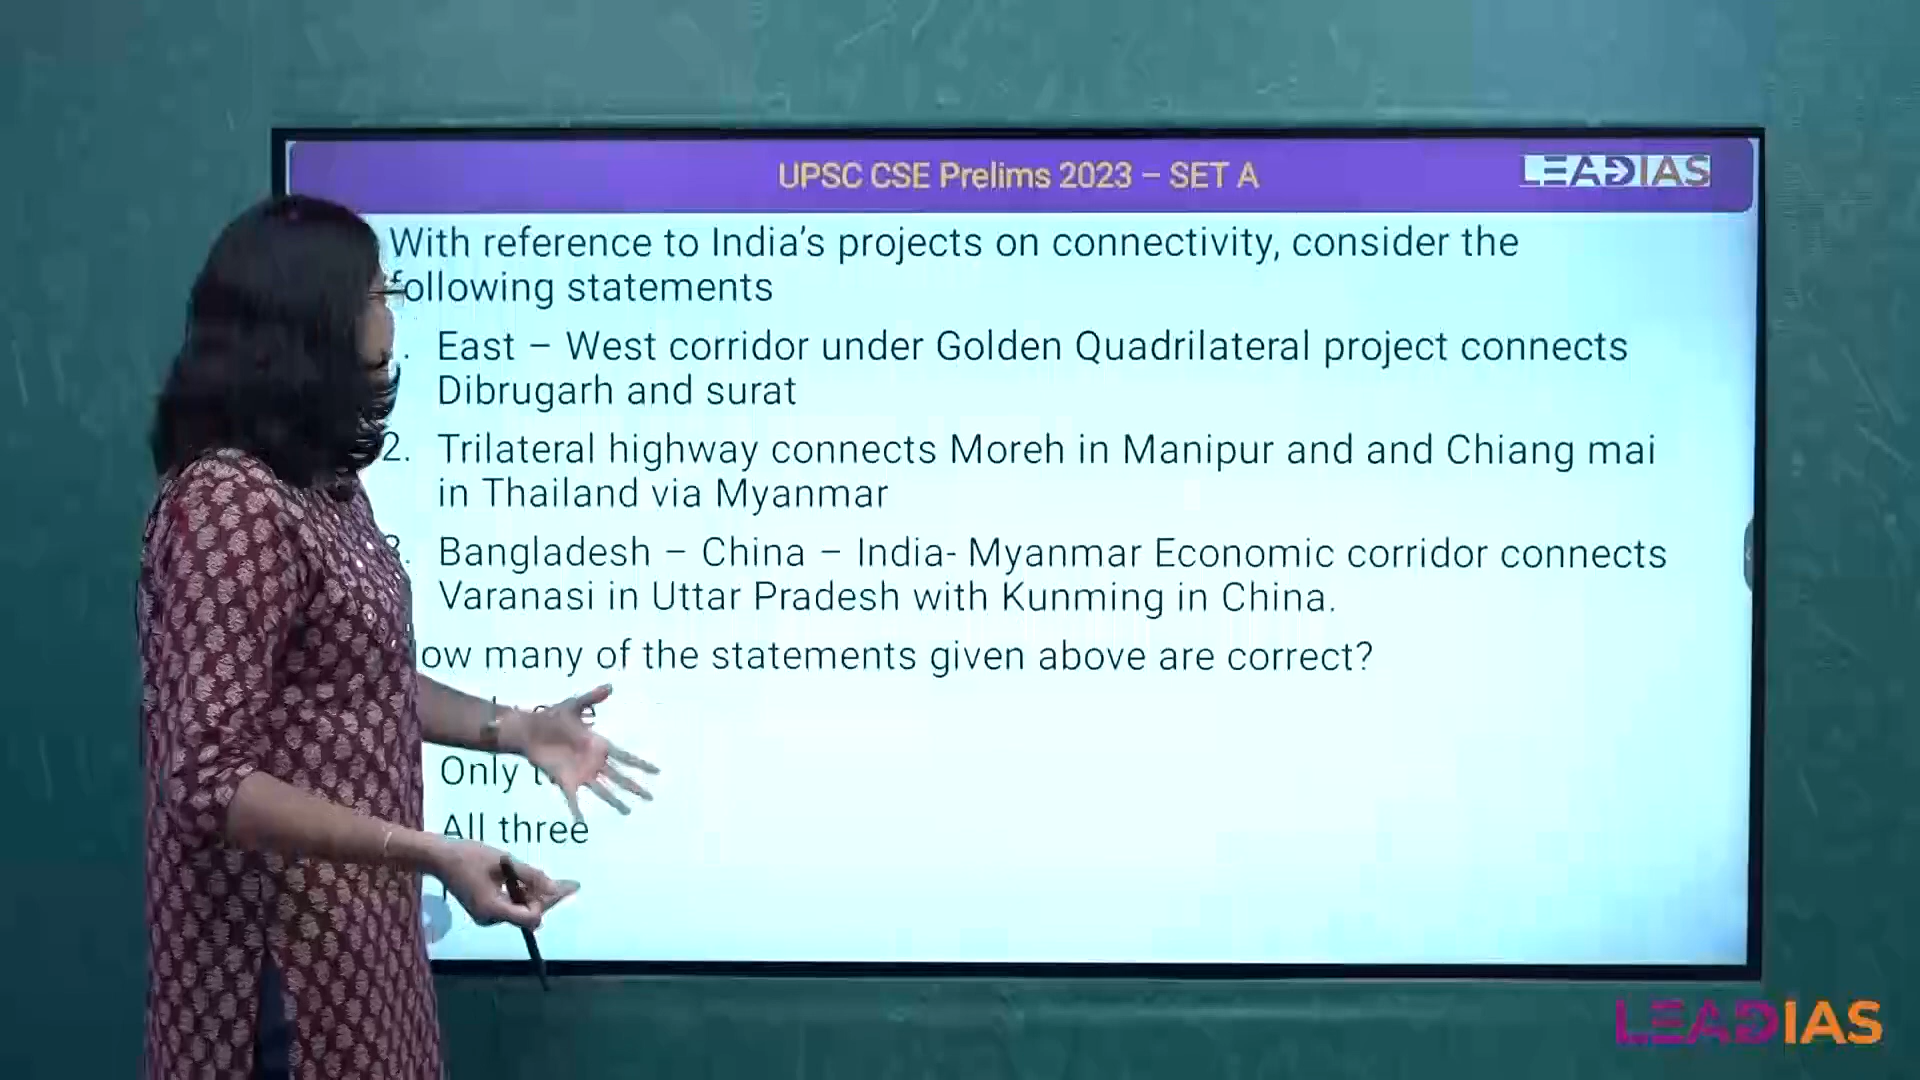 UPSC CSE Prelims 2023 – SET A
LEADIAS
With reference to India's projects on connectivity, consider the
following statements
East – West corridor under Golden Quadrilateral project connects
Dibrugarh and surat
2. Trilateral highway connects Moreh in Manipur and and Chiang mai
in Thailand via Myanmar
3. Bangladesh – China – India- Myanmar Economic corridor connects
Varanasi in Uttar Pradesh with Kunming in China.
ow many of the statements given above are correct?
Only
All three
LEADIAS